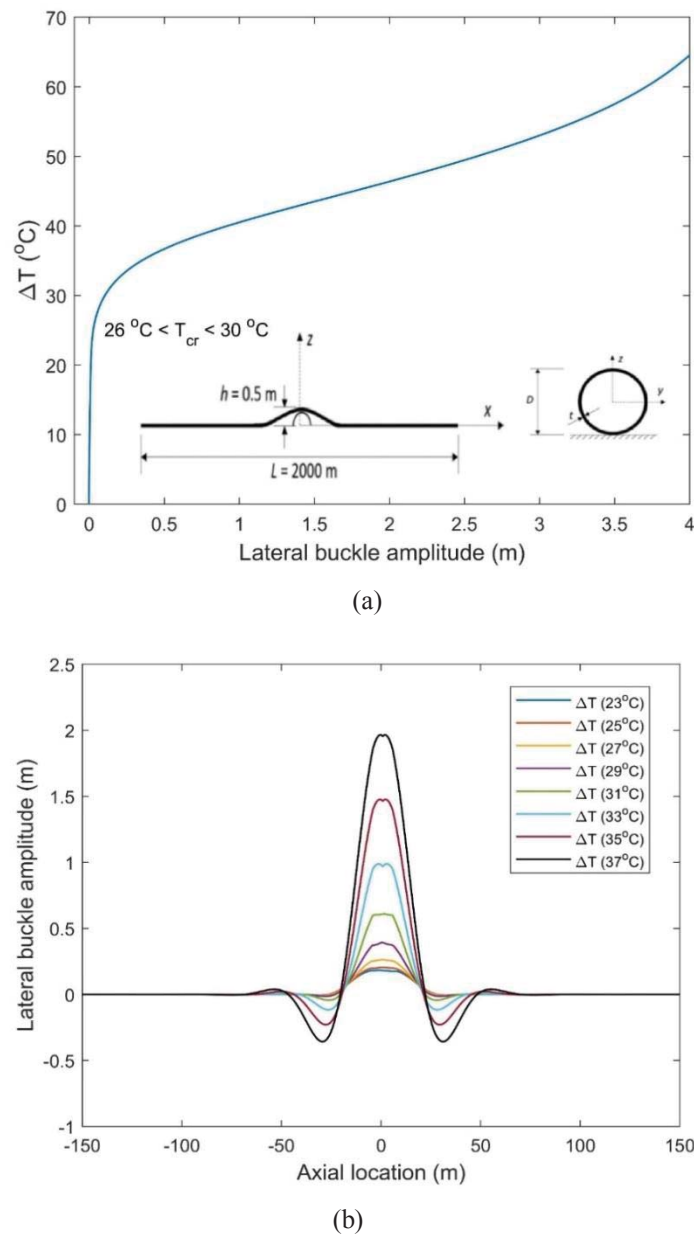 70
60
50
40
30
20
10
0
ΔT (°C)
26 °C < T_cr < 30 °C
z
h = 0.5 m
X
L = 2000 m
z
D
y
t
0 0.5 1 1.5 2 2.5 3 3.5 4
Lateral buckle amplitude (m)
(a)
2.5
2
1.5
1
0.5
0
-0.5
-1
Lateral buckle amplitude (m)
ΔT (23°C)
ΔT (25°C)
ΔT (27°C)
ΔT (29°C)
ΔT (31°C)
ΔT (33°C)
ΔT (35°C)
ΔT (37°C)
-150 -100 -50 0 50 100 150
Axial location (m)
(b)